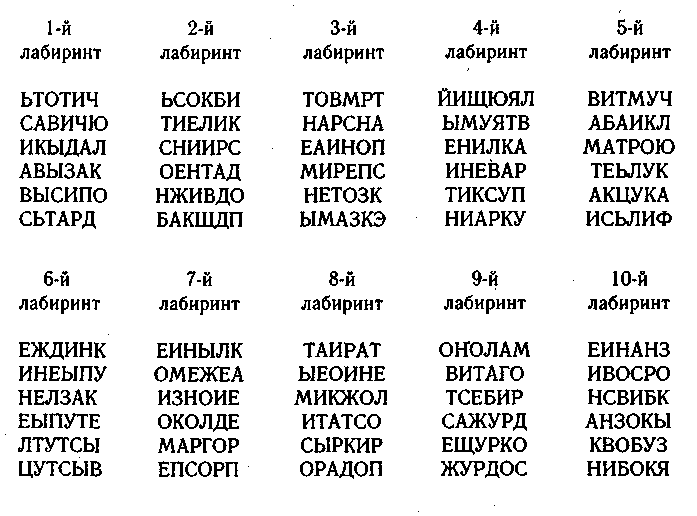 1-й 2-й 3-й 4-й 5-й
лабиринт лабиринт лабиринт лабиринт лабиринт
ЬТОТИЧ ЬСОКБИ ТОВМРТ ЙИЩЮЯЛ ВИТМУЧ
САВИЧЮ ТИЕЛИК НАРСНА ЫМУЯТВ АБАИКЛ
ИКЫДАЛ СНИИРС ЕАИНОП ЕНИЛКА МАТРОЮ
АВЫЗАК ОЕНТАД МИРЕПС ИНЕВАР ТЕЬЛУК
ВЫСИПО НЖИВДО НЕТОЗК ТИКСУП АКЦУКА
СЬТАРД БАКЩДП ЫМАЗКЭ НИАРКУ ИСЬЛИФ
6-й 7-й 8-й 9-й 10-й
лабиринт лабиринт лабиринт лабиринт лабиринт
ЕЖДИНК ЕИНЫЛК ТАИРАТ ОНОЛАМ ЕИНАНЗ
ИНЕЫПУ ОМЕЖЕА ЫЕОИНЕ ВИТАГО ИВОСРО
НЕЛЗАК ИЗНОИЕ МИКЖОЛ ТСЕБИР НСВИБК
ЕЫПУТЕ ОКОЛДЕ ИТАТСО САЖУРД АНЗОКЫ
ЛТУТСЫ МАРГОР СЫРКИР ЕЩУРКО КВОБУЗ
ЦУТСЫВ ЕПСОРП ОРАДОП ЖУРДОС НИБОКЯ